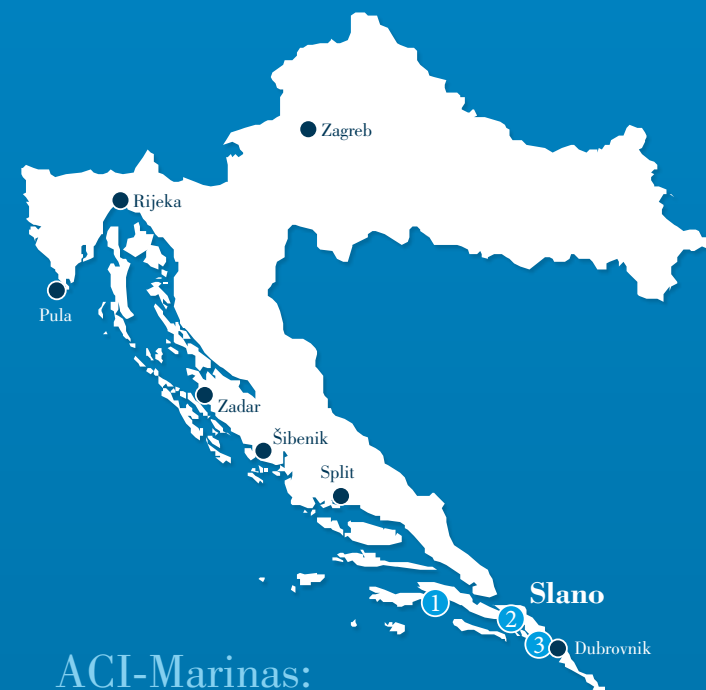 Zagreb
Rijeka
Pula
Zadar
Šibenik
Split
Slano
1
2
3
Dubrovnik
ACI-Marinas: